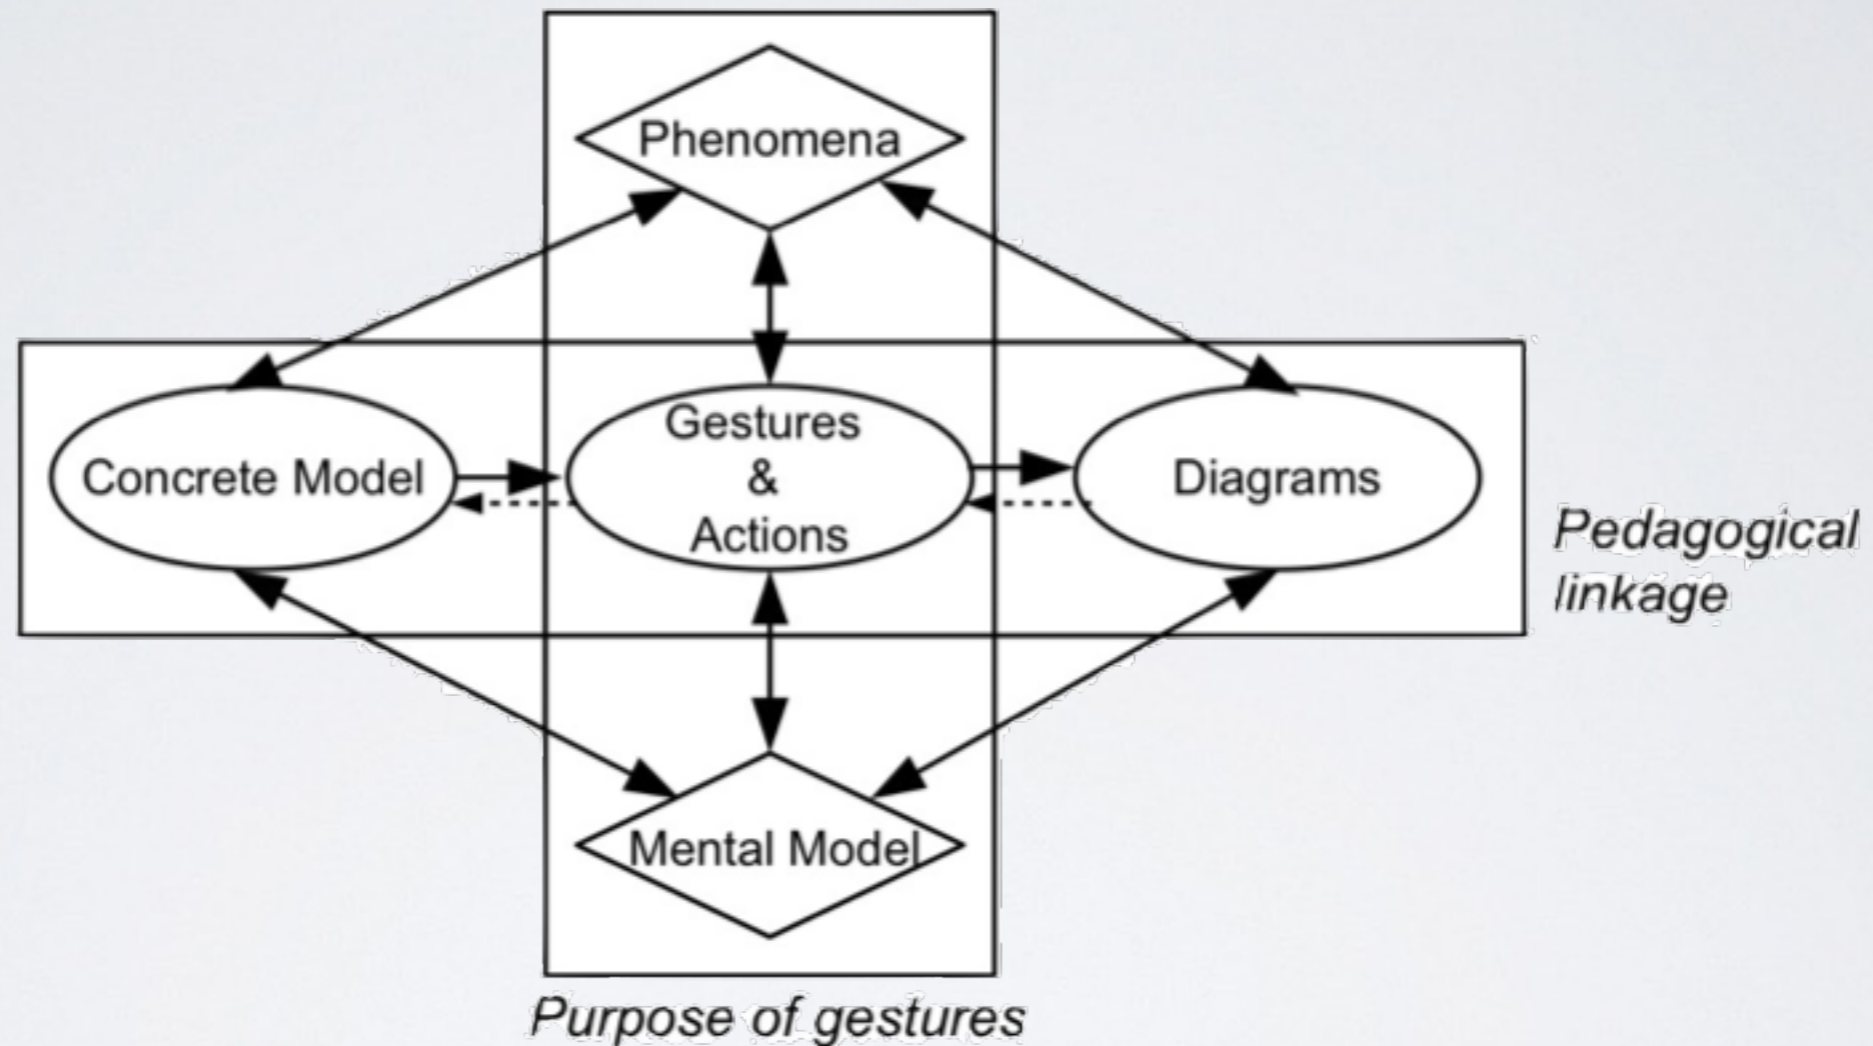 Phenomena
Concrete Model
Gestures
&
Actions
Diagrams
Pedagogical
linkage
Mental Model
Purpose of gestures